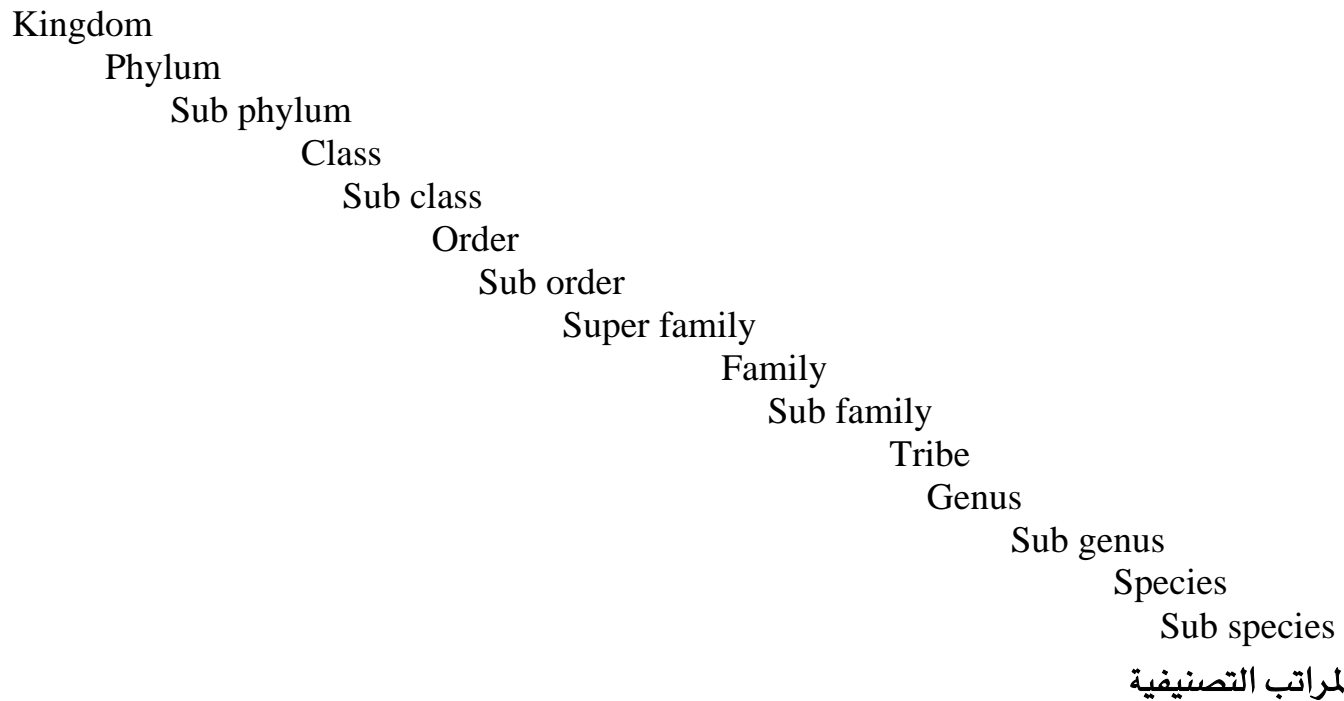 Kingdom
Phylum
Sub phylum
Class
Sub class
Order
Sub order
Super family
Family
Sub family
Tribe
Genus
Sub genus
Species
Sub species
لمراتب التصنيفية